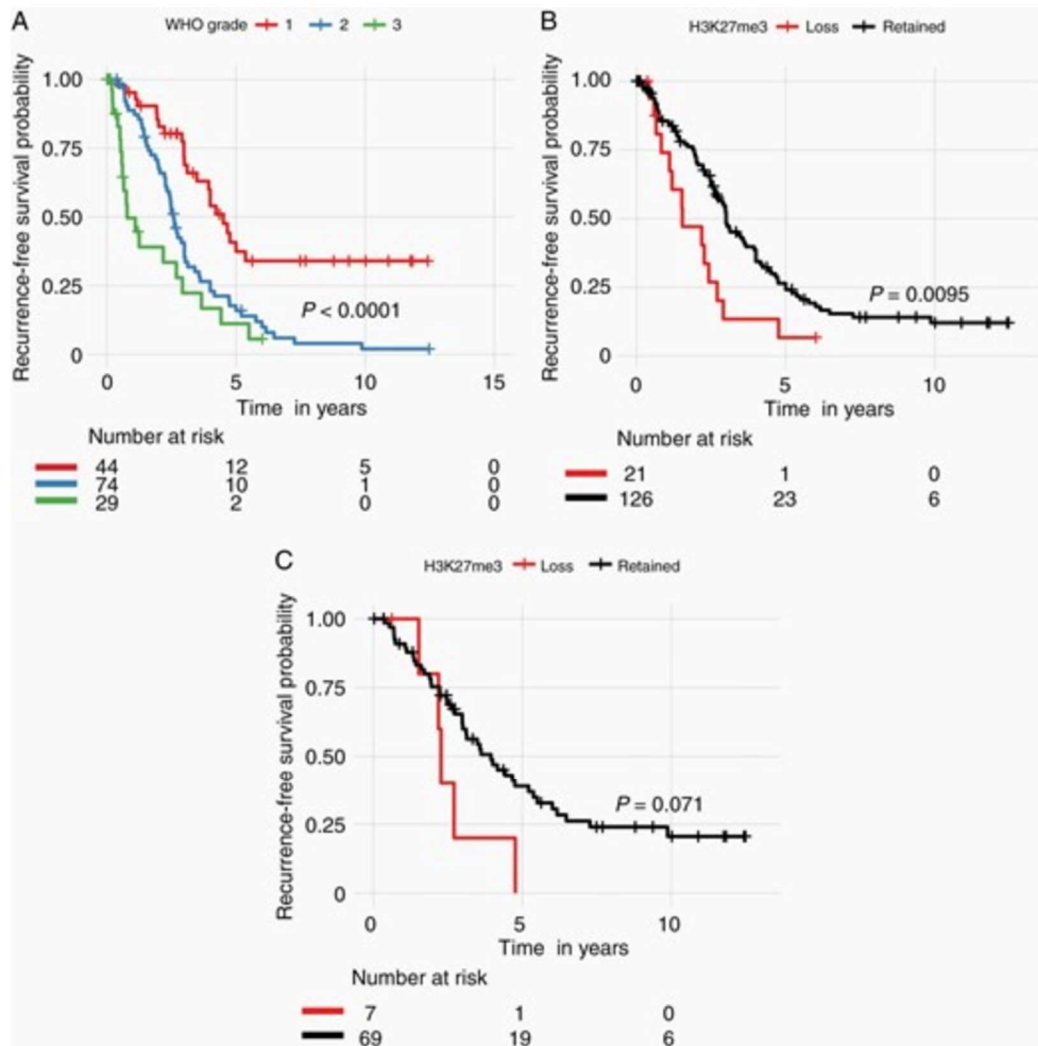 A
WHO grade 1 2 3
Recurrence-free survival probability
1.00
0.75
0.50
0.25
0
P < 0.0001
0 5 10 15
Time in years
Number at risk
44 12 5 0
74 10 1 0
29 2 0 0
B
H3K27me3 Loss Retained
Recurrence-free survival probability
1.00
0.75
0.50
0.25
0
P = 0.0095
0 5 10
Time in years
Number at risk
21 1 0
126 23 6
C
H3K27me3 Loss Retained
Recurrence-free survival probability
1.00
0.75
0.50
0.25
0
P = 0.071
0 5 10
Time in years
Number at risk
7 1 0
69 19 6